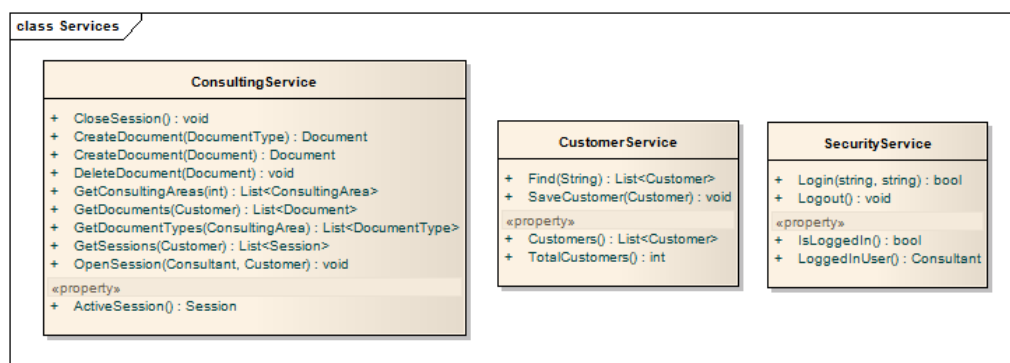 class Services
ConsultingService
+ CloseSession() : void
+ CreateDocument(DocumentType) : Document
+ CreateDocument(Document) : Document
+ DeleteDocument(Document) : void
+ GetConsultingAreas(int) : List<ConsultingArea>
+ GetDocuments(Customer) : List<Document>
+ GetDocumentTypes(ConsultingArea) : List<DocumentType>
+ GetSessions(Customer) : List<Session>
+ OpenSession(Consultant, Customer) : void
«property»
+ ActiveSession() : Session
CustomerService
+ Find(String) : List<Customer>
+ SaveCustomer(Customer) : void
«property»
+ Customers() : List<Customer>
+ TotalCustomers() : int
SecurityService
+ Login(string, string) : bool
+ Logout() : void
«property»
+ IsLoggedIn() : bool
+ LoggedInUser() : Consultant